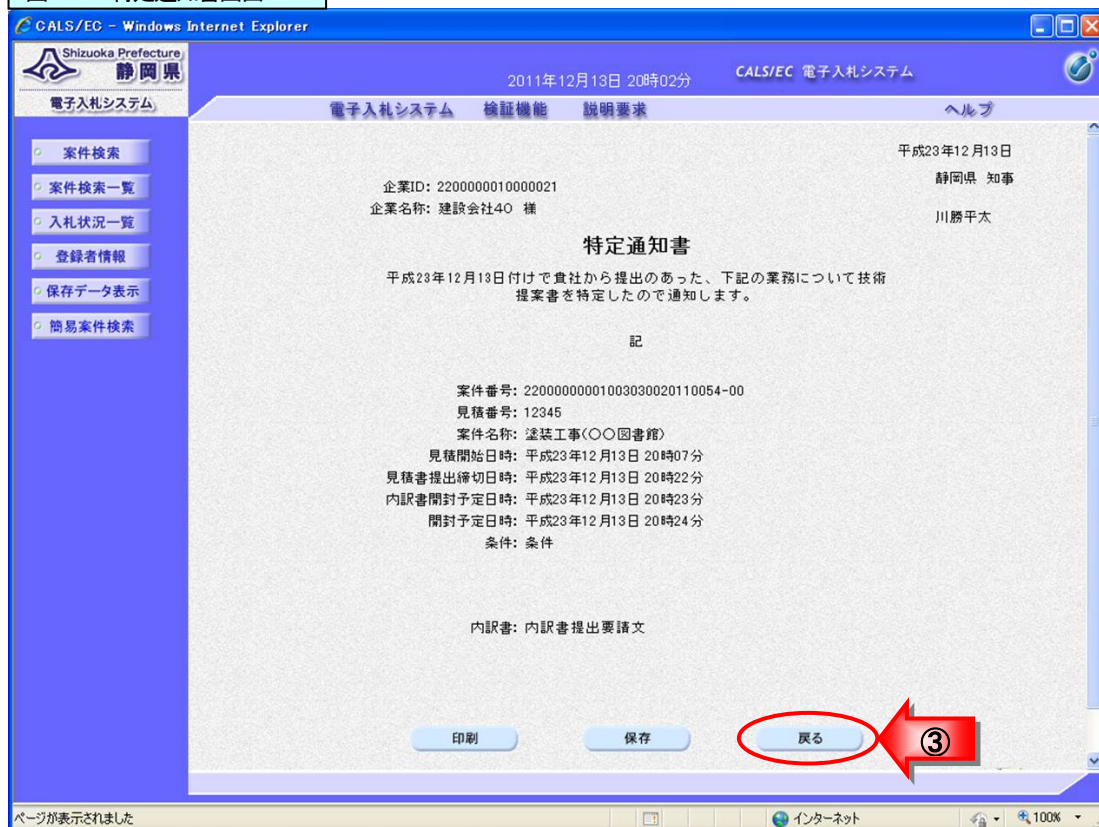 CALS/EC - Windows Internet Explorer
Shizuoka Prefecture
静岡県
電子入札システム
2011年12月13日 20時02分
CALS/EC 電子入札システム
電子入札システム 検証機能 説明要求 ヘルプ
案件検索
案件検索一覧
入札状況一覧
登録者情報
保存データ表示
簡易案件検索
平成23年12月13日
静岡県 知事
企業ID: 2200000010000021
企業名称: 建設会社40 様
川勝平太
特定通知書
平成23年12月13日付けで貴社から提出のあった、下記の業務について技術
提案書を特定したので通知します。
記
案件番号: 22000000001003030020110054-00
見積番号: 12345
案件名称: 塗装工事(○○図書館)
見積開始日時: 平成23年12月13日 20時07分
見積書提出締切日時: 平成23年12月13日 20時22分
内訳書開封予定日時: 平成23年12月13日 20時23分
開封予定日時: 平成23年12月13日 20時24分
条件: 条件
内訳書: 内訳書提出要請文
印刷 保存 戻る ③
ページが表示されました インターネット 100%